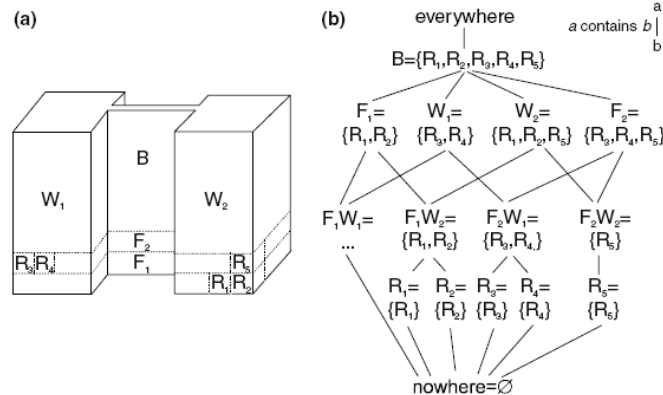 (a)
W₁
B
W₂
F₂
F₁
R₃ R₄
R₅
R₁ R₂
(b)
everywhere
a contains b
a
b
B={R₁,R₂,R₃,R₄,R₅}
F₁= W₁= W₂= F₂=
{R₁,R₂} {R₃,R₄} {R₁,R₂,R₅} {R₃,R₄,R₅}
F₁W₁= F₁W₂= F₂W₁= F₂W₂=
... {R₁,R₂} {R₃,R₄,} {R₅}
R₁= R₂= R₃= R₄= R₅=
{R₁} {R₂} {R₃} {R₄} {R₅}
nowhere=∅